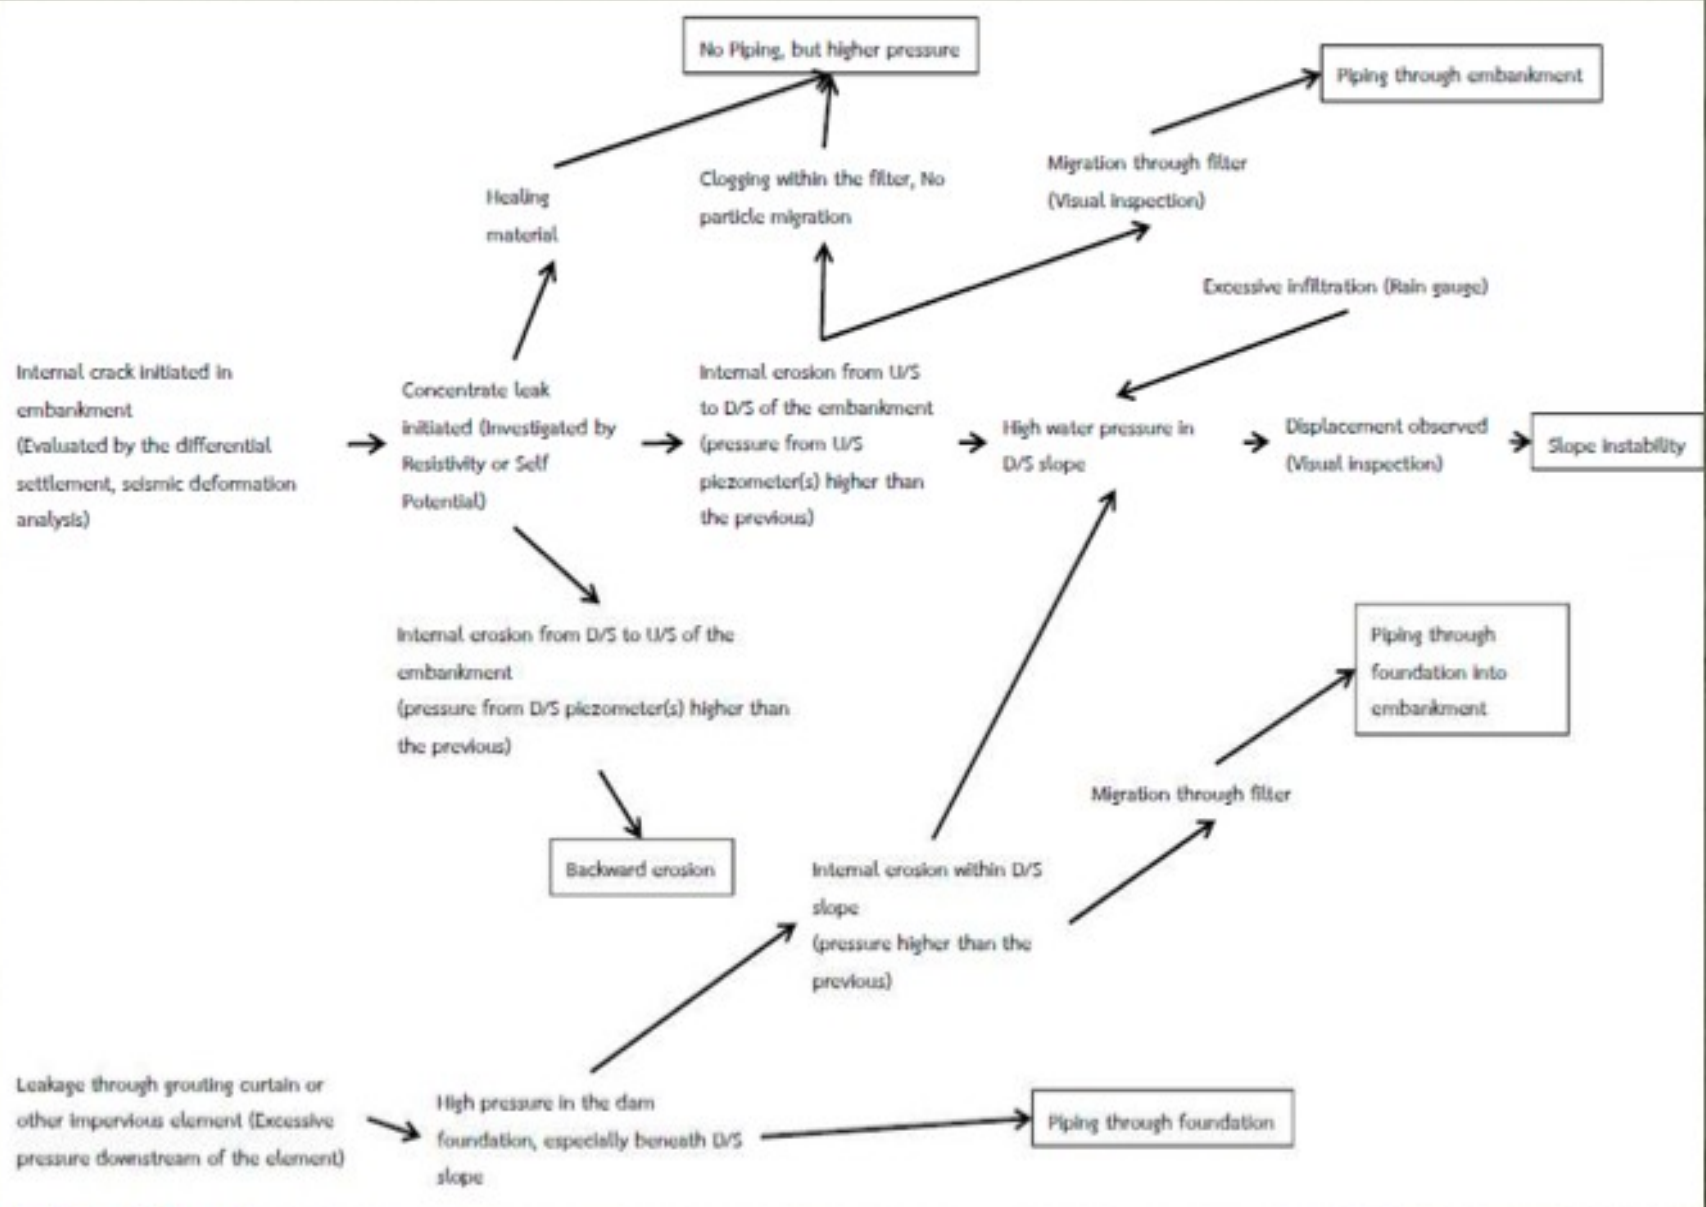 No Piping, but higher pressure
Piping through embankment
Migration through filter
(Visual inspection)
Clogging within the filter, No
particle migration
Healing
material
Excessive infiltration (Rain gauge)
Internal crack initiated in
embankment
(Evaluated by the differential
settlement, seismic deformation
analysis)
Concentrate leak
initiated (Investigated by
Resistivity or Self
Potential)
Internal erosion from U/S
to D/S of the embankment
(pressure from U/S
piezometer(s) higher than
the previous)
High water pressure in
D/S slope
Displacement observed
(Visual inspection)
Slope instability
Internal erosion from D/S to U/S of the
embankment
(pressure from D/S piezometer(s) higher than
the previous)
Piping through
foundation into
embankment
Migration through filter
Backward erosion
Internal erosion within D/S
slope
(pressure higher than the
previous)
Leakage through grouting curtain or
other impervious element (Excessive
pressure downstream of the element)
High pressure in the dam
foundation, especially beneath D/S
slope
Piping through foundation